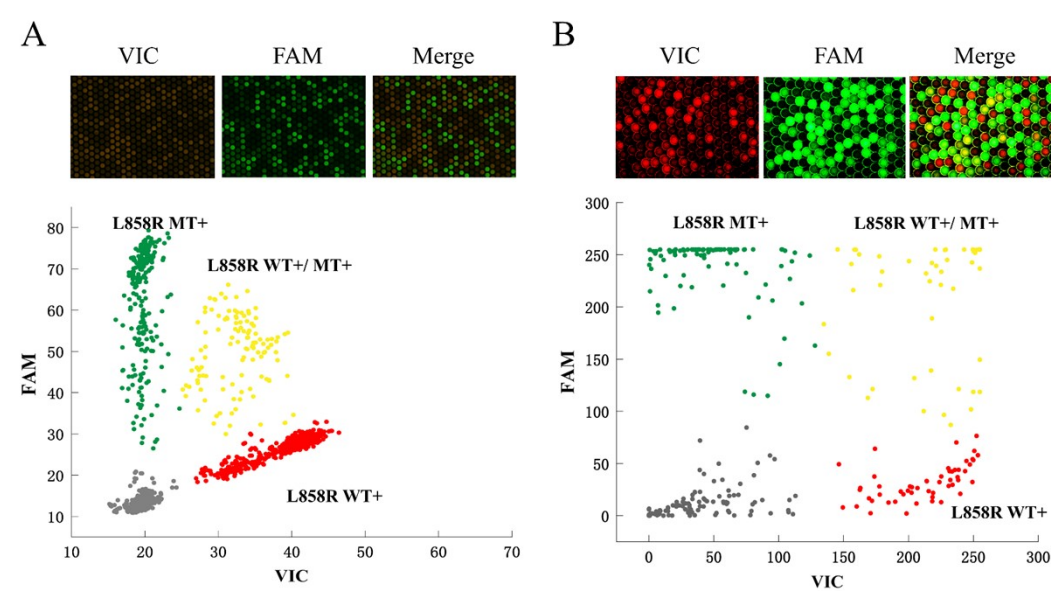 A
VIC FAM Merge
80
70
60
50
40
30
20
10
FAM
L858R MT+
L858R WT+/ MT+
L858R WT+
10 20 30 40 50 60 70
VIC
B
VIC FAM Merge
300
250
200
150
100
50
0
FAM
L858R MT+ L858R WT+/ MT+
L858R WT+
0 50 100 150 200 250 300
VIC